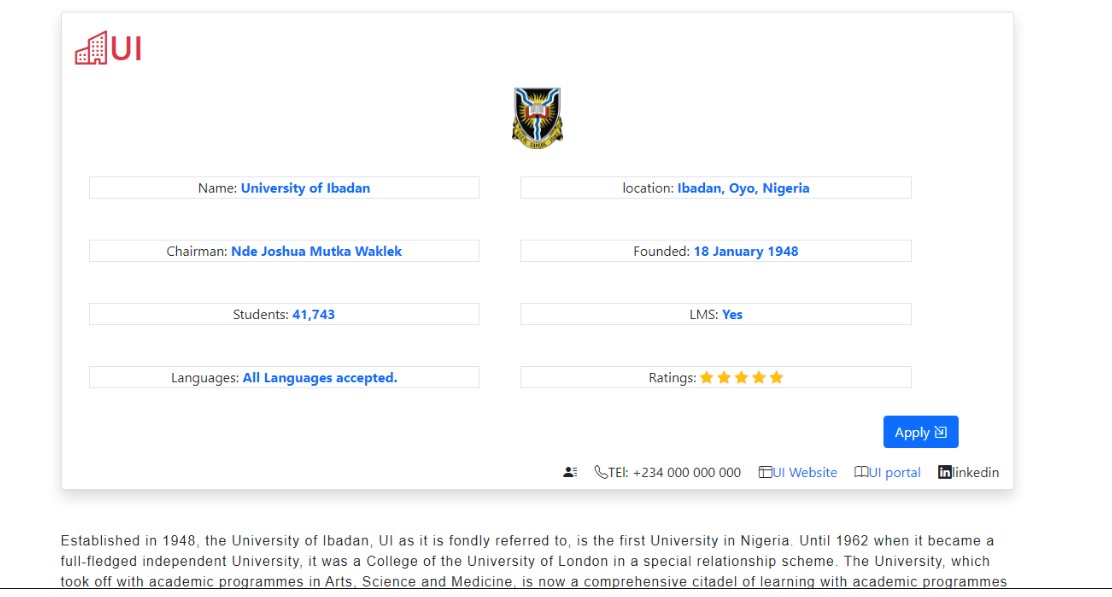 UI
Name: University of Ibadan
location: Ibadan, Oyo, Nigeria
Chairman: Nde Joshua Mutka Waklek
Founded: 18 January 1948
Students: 41,743
LMS: Yes
Languages: All Languages accepted.
Ratings:
Apply
TEl: +234 000 000 000 UI Website UI portal linkedin
Established in 1948, the University of Ibadan, UI as it is fondly referred to, is the first University in Nigeria. Until 1962 when it became a
full-fledged independent University, it was a College of the University of London in a special relationship scheme. The University, which
took off with academic programmes in Arts, Science and Medicine, is now a comprehensive citadel of learning with academic programmes